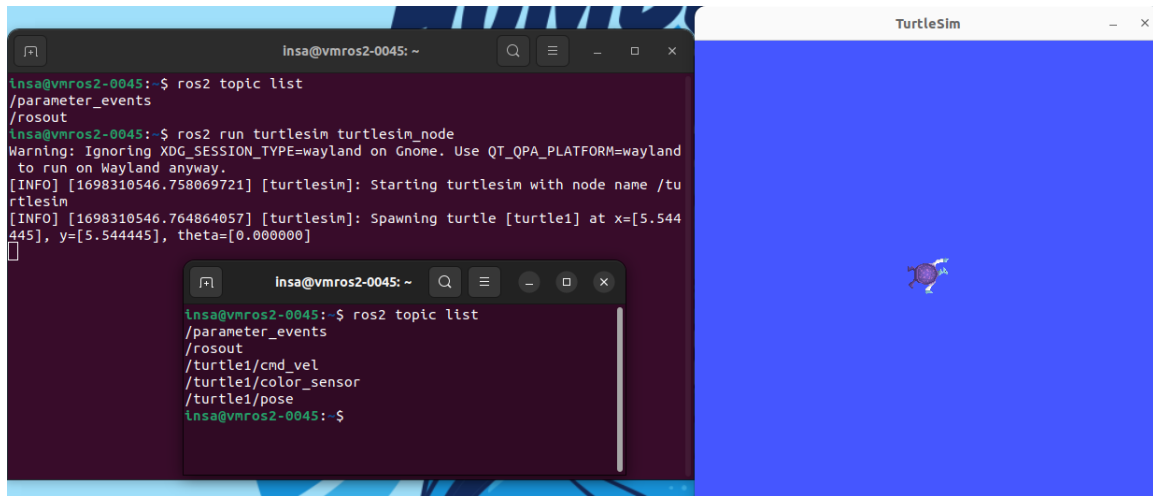 insa@vmros2-0045: ~
insa@vmros2-0045:~$ ros2 topic list
/parameter_events
/rosout
insa@vmros2-0045:~$ ros2 run turtlesim turtlesim_node
Warning: Ignoring XDG_SESSION_TYPE=wayland on Gnome. Use QT_QPA_PLATFORM=wayland
 to run on Wayland anyway.
[INFO] [1698310546.758069721] [turtlesim]: Starting turtlesim with node name /tu
rtlesim
[INFO] [1698310546.764864057] [turtlesim]: Spawning turtle [turtle1] at x=[5.544
445], y=[5.544445], theta=[0.000000]
insa@vmros2-0045: ~
insa@vmros2-0045:~$ ros2 topic list
/parameter_events
/rosout
/turtle1/cmd_vel
/turtle1/color_sensor
/turtle1/pose
insa@vmros2-0045:~$
TurtleSim